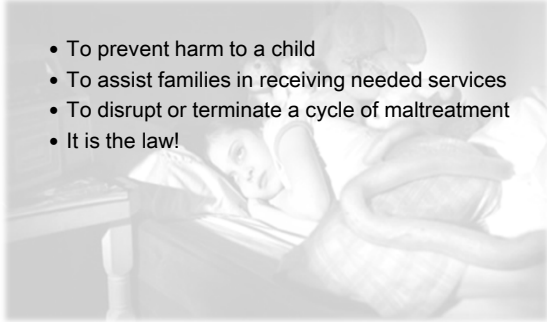 • To prevent harm to a child
• To assist families in receiving needed services
• To disrupt or terminate a cycle of maltreatment
• It is the law!